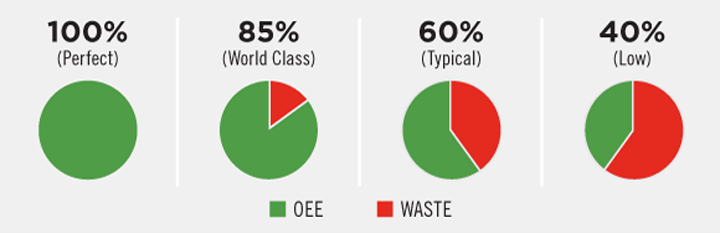 100%
(Perfect)
85%
(World Class)
60%
(Typical)
40%
(Low)
OEE
WASTE